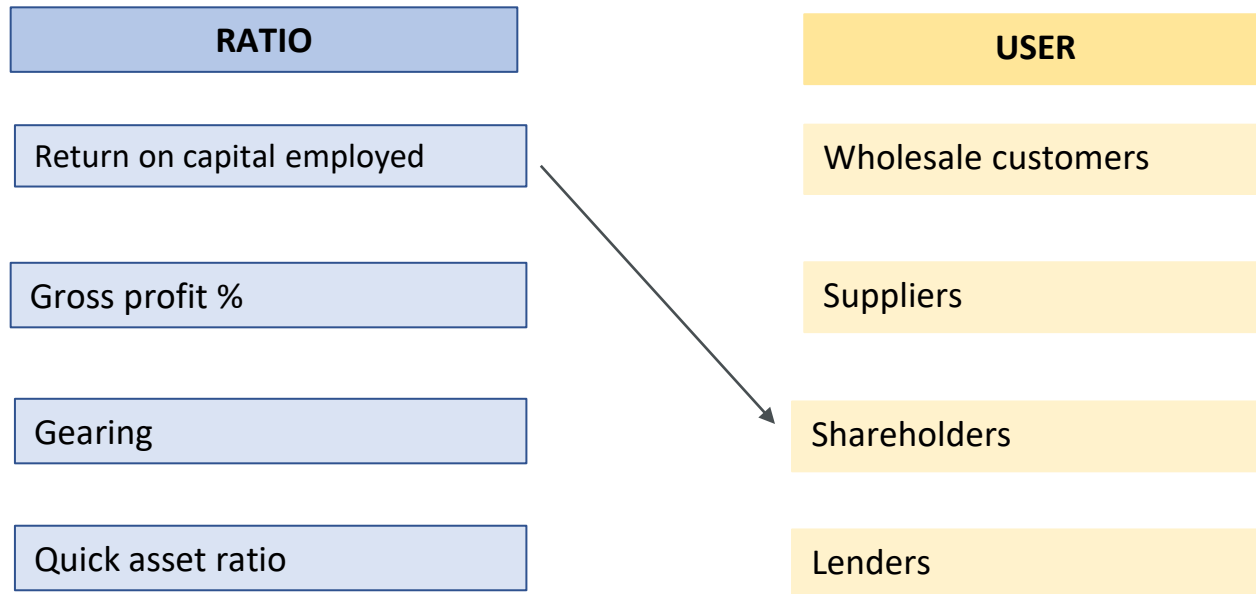 RATIO
USER
Return on capital employed
Wholesale customers
Gross profit %
Suppliers
Gearing
Shareholders
Quick asset ratio
Lenders